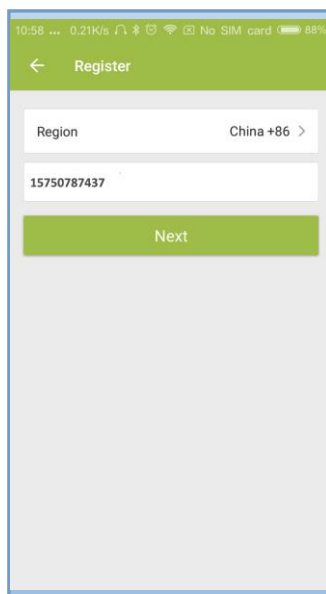 10:58 ... 0.21K/s No SIM card 88%
Register
Region China +86 >
15750787437
Next